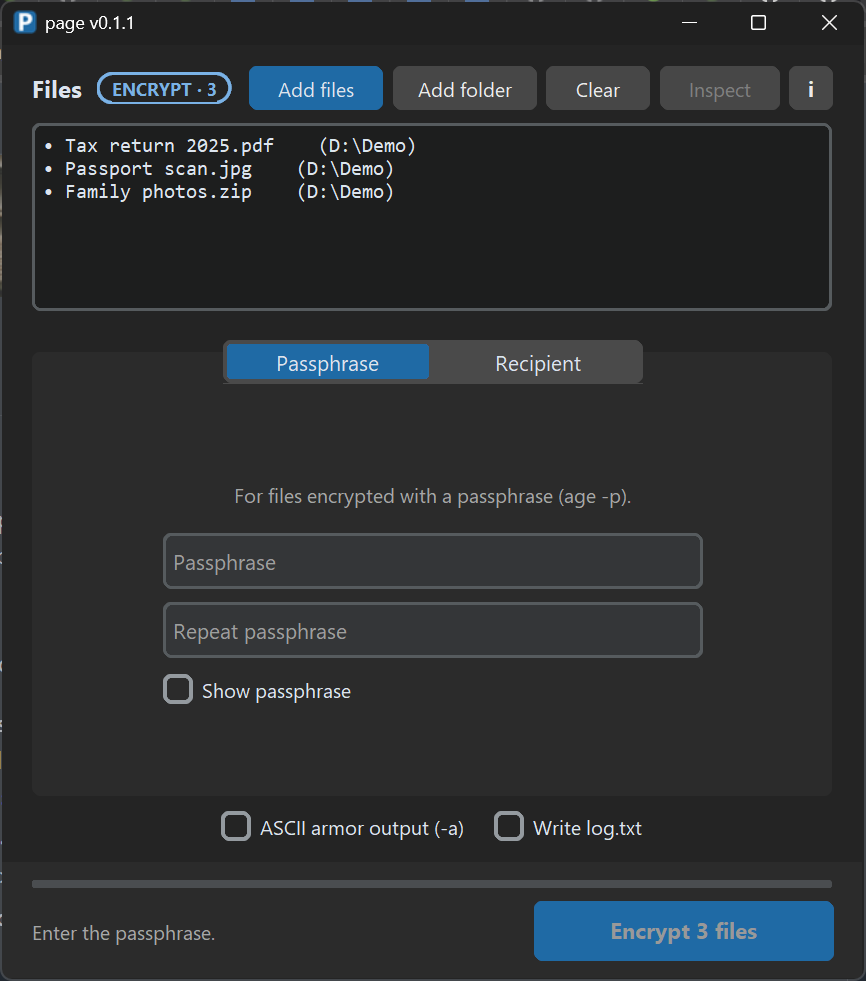 P page v0.1.1
Files ENCRYPT · 3 Add files Add folder Clear Inspect i
• Tax return 2025.pdf (D:\Demo)
• Passport scan.jpg (D:\Demo)
• Family photos.zip (D:\Demo)
Passphrase Recipient
For files encrypted with a passphrase (age -p).
Passphrase
Repeat passphrase
Show passphrase
ASCII armor output (-a) Write log.txt
Enter the passphrase. Encrypt 3 files